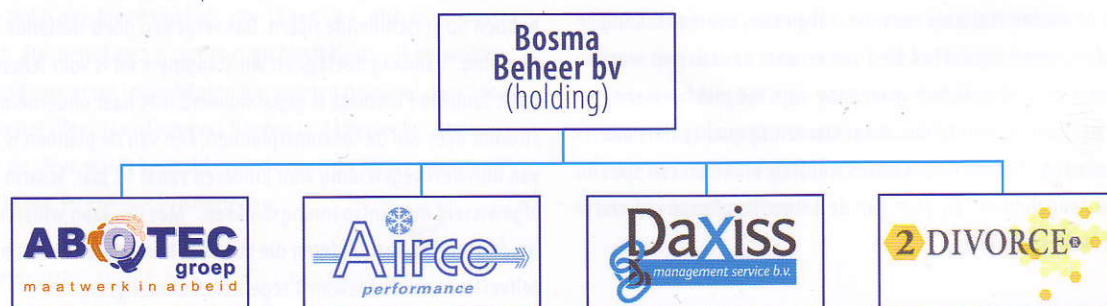 Bosma
Beheer bv
(holding)
ABOTEC
groep
maatwerk in arbeid
Airco
performance
Daxiss
management service b.v.
2 DIVORCE®